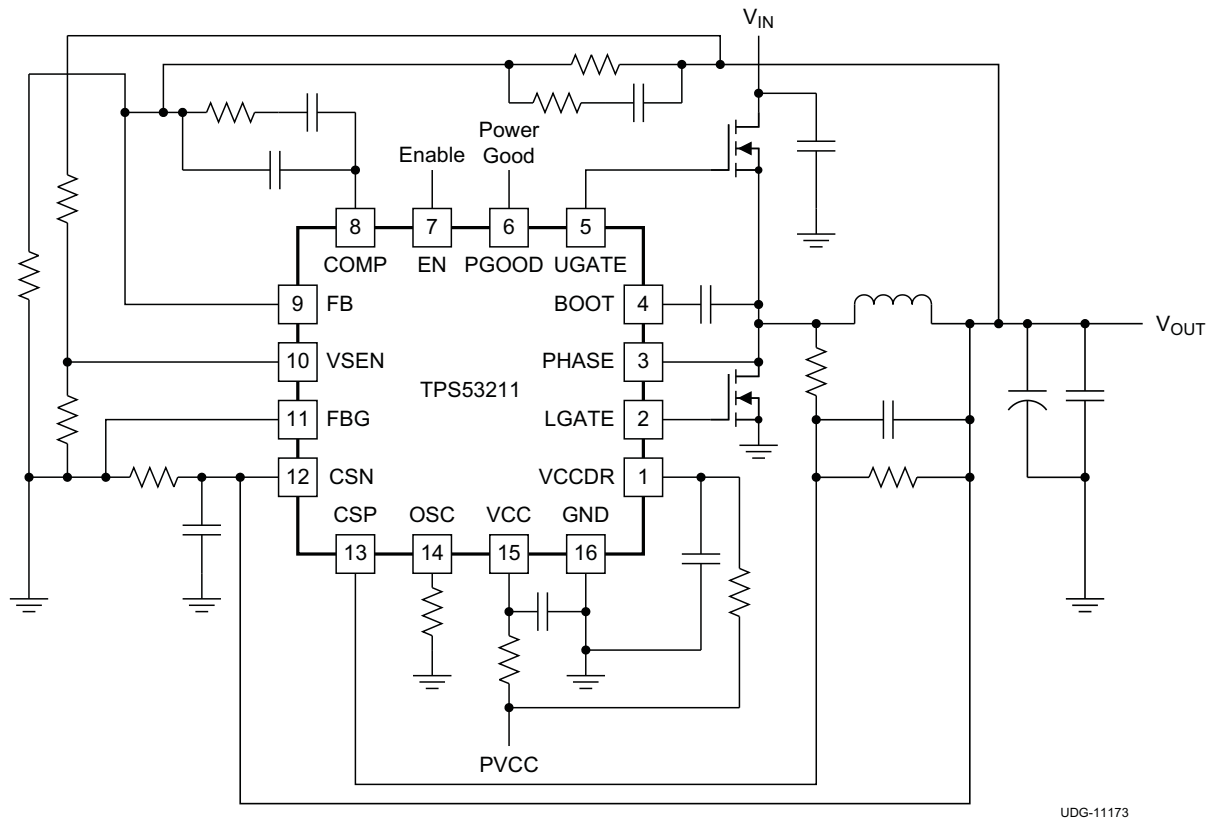 VIN
Power
Good
Enable
8
7
6
5
COMP
EN
PGOOD
UGATE
9
FB
BOOT
4
10
VSEN
PHASE
3
VOUT
TPS53211
11
FBG
LGATE
2
12
CSN
VCCDR
1
CSP
OSC
VCC
GND
13
14
15
16
PVCC
UDG-11173